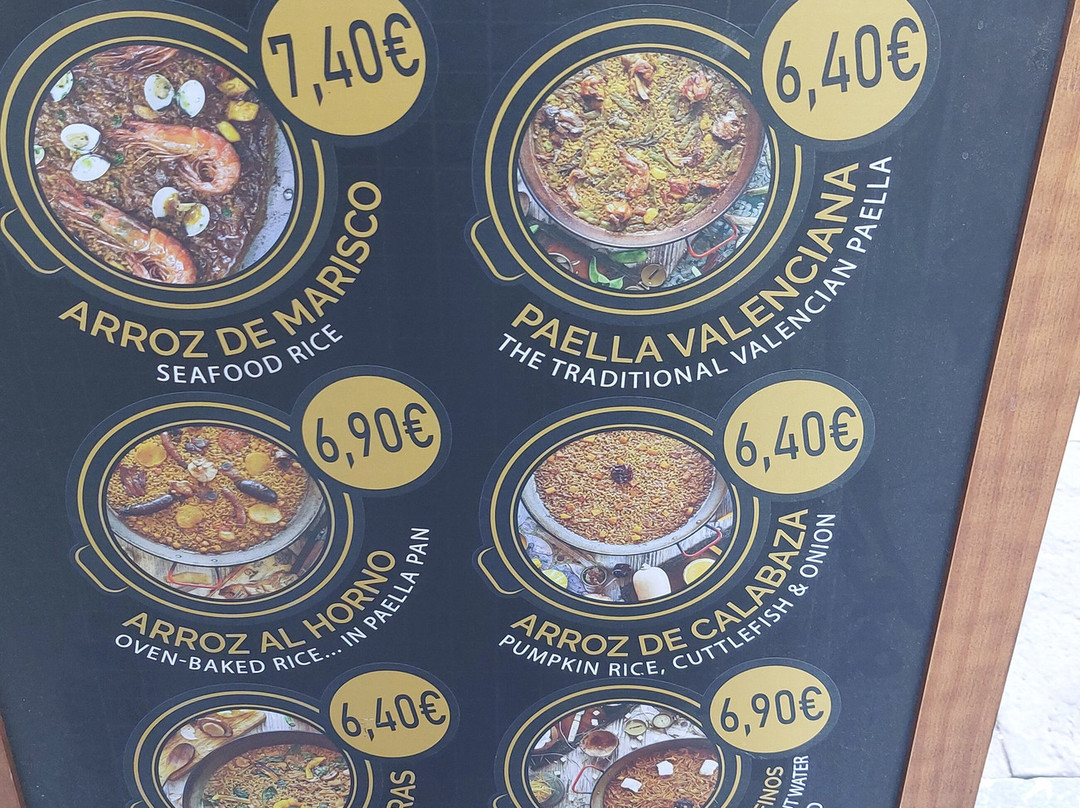 7,40€
ARROZ DE MARISCO
SEAFOOD RICE
6,40€
PAELLA VALENCIANA
THE TRADITIONAL VALENCIAN PAELLA
6,90€
ARROZ AL HORNO
OVEN-BAKED RICE... IN PAELLA PAN
6,40€
ARROZ DE CALABAZA
PUMPKIN RICE, CUTTLEFISH & ONION
6,40€
6,90€
WATER